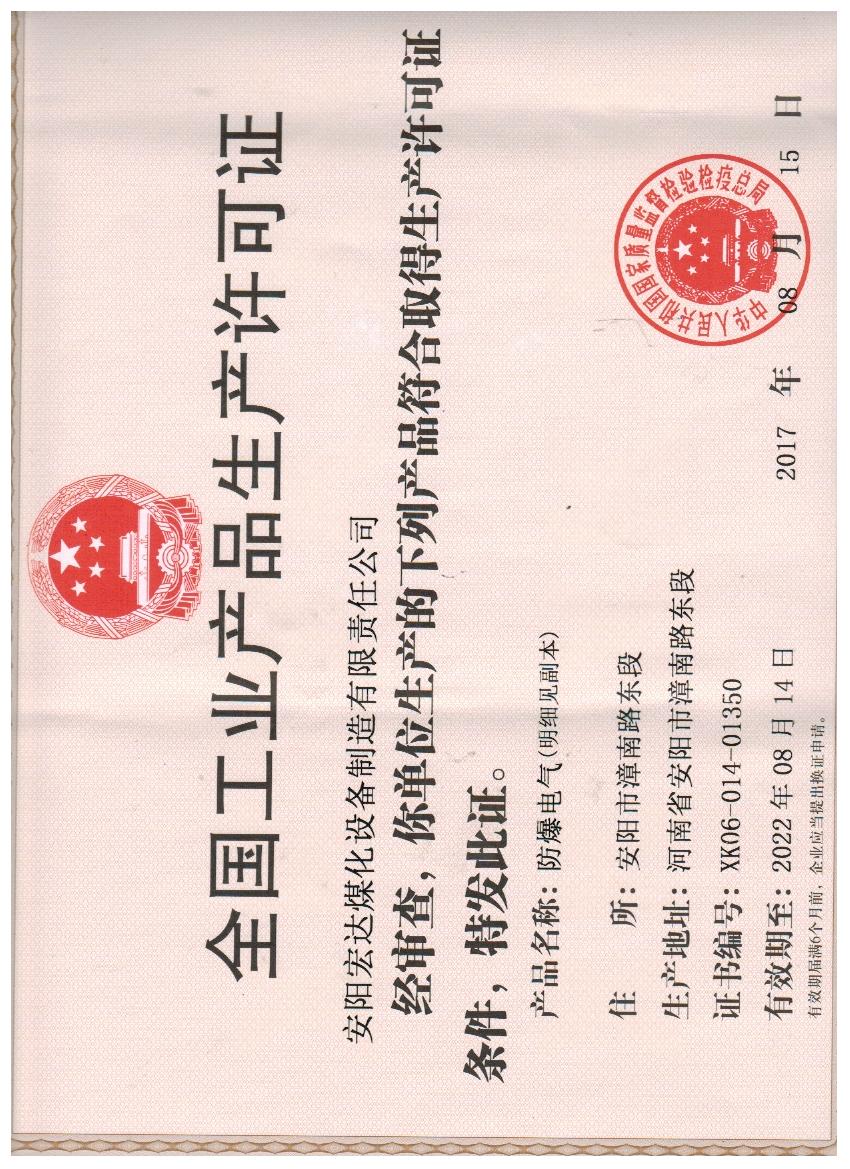 全国工业产品生产许可证
安阳宏达煤化设备制造有限责任公司
经审查，你单位生产的下列产品符合取得生产许可证
条件，特发此证。
产品名称：防爆电气(明细见副本)
住 所：安阳市漳南路东段
生产地址：河南省安阳市漳南路东段
证书编号：XK06-014-01350
有效期至：2022年08月14日
2017 年 08 月 15 日
中华人民共和国国家质量监督检验检疫总局
有效期届满6个月前，企业应当提出换证申请。